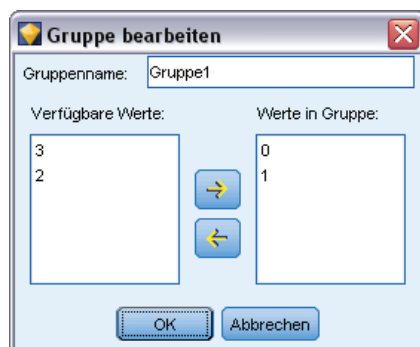 Gruppe bearbeiten
Gruppenname: Gruppe1
Verfügbare Werte: Werte in Gruppe:
3 0
2 1
OK Abbrechen